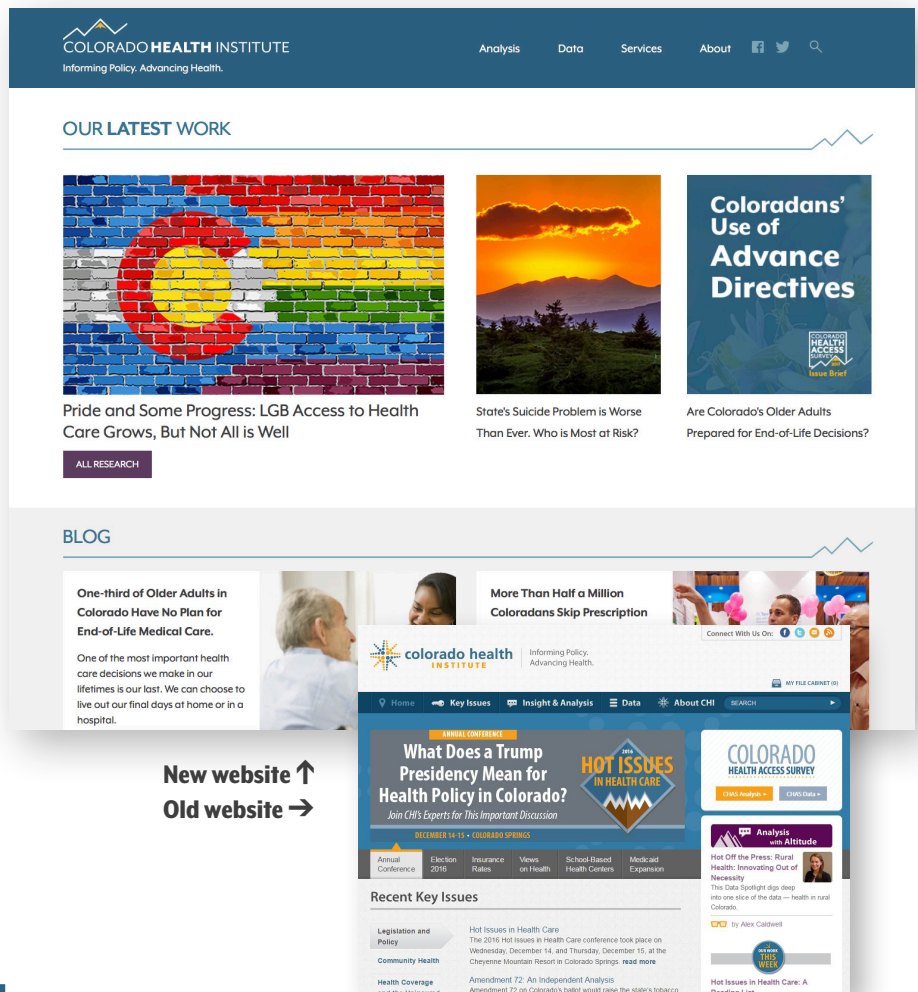 COLORADO HEALTH INSTITUTE
Informing Policy. Advancing Health.
Analysis Data Services About
OUR LATEST WORK
Coloradans'
Use of
Advance
Directives
COLORADO
HEALTH
ACCESS
SURVEY
Issue Brief
Pride and Some Progress: LGB Access to Health
Care Grows, But Not All is Well
ALL RESEARCH
State's Suicide Problem is Worse
Than Ever. Who is Most at Risk?
Are Colorado's Older Adults
Prepared for End-of-Life Decisions?
BLOG
One-third of Older Adults in
Colorado Have No Plan for
End-of-Life Medical Care.
One of the most important health
care decisions we make in our
lifetimes is our last. We can choose to
live out our final days at home or in a
hospital.
More Than Half a Million
Coloradans Skip Prescription
New website ↑
Old website →
colorado health
INSTITUTE
Informing Policy.
Advancing Health.
Connect With Us On:
MY FILE CABINET (0)
Home Key Issues Insight & Analysis Data About CHI SEARCH
ANNUAL CONFERENCE
What Does a Trump
Presidency Mean for
Health Policy in Colorado?
Join CHI's Experts for This Important Discussion
DECEMBER 14-15 • COLORADO SPRINGS
2016
HOT ISSUES
IN HEALTH CARE
COLORADO
HEALTH ACCESS SURVEY
CHAS Analysis CHAS Data
Annual
Conference
Election
2016
Insurance
Rates
Views
on Health
School-Based
Health Centers
Medicaid
Expansion
Recent Key Issues
Legislation and
Policy
Community Health
Health Coverage
Hot Issues in Health Care
The 2016 Hot Issues in Health Care conference took place on
Wednesday, December 14, and Thursday, December 15, at the
Cheyenne Mountain Resort in Colorado Springs. read more
Amendment 72: An Independent Analysis
Amendment 72 on Colorado's ballot would raise the state's tobacco
Analysis
with Altitude
Hot Off the Press: Rural
Health: Innovating Out of
Necessity
This Data Spotlight digs deep
into one slice of the data — health in rural
Colorado.
by Alex Caldwell
OUR WORK
THIS
WEEK
Hot Issues in Health Care: A